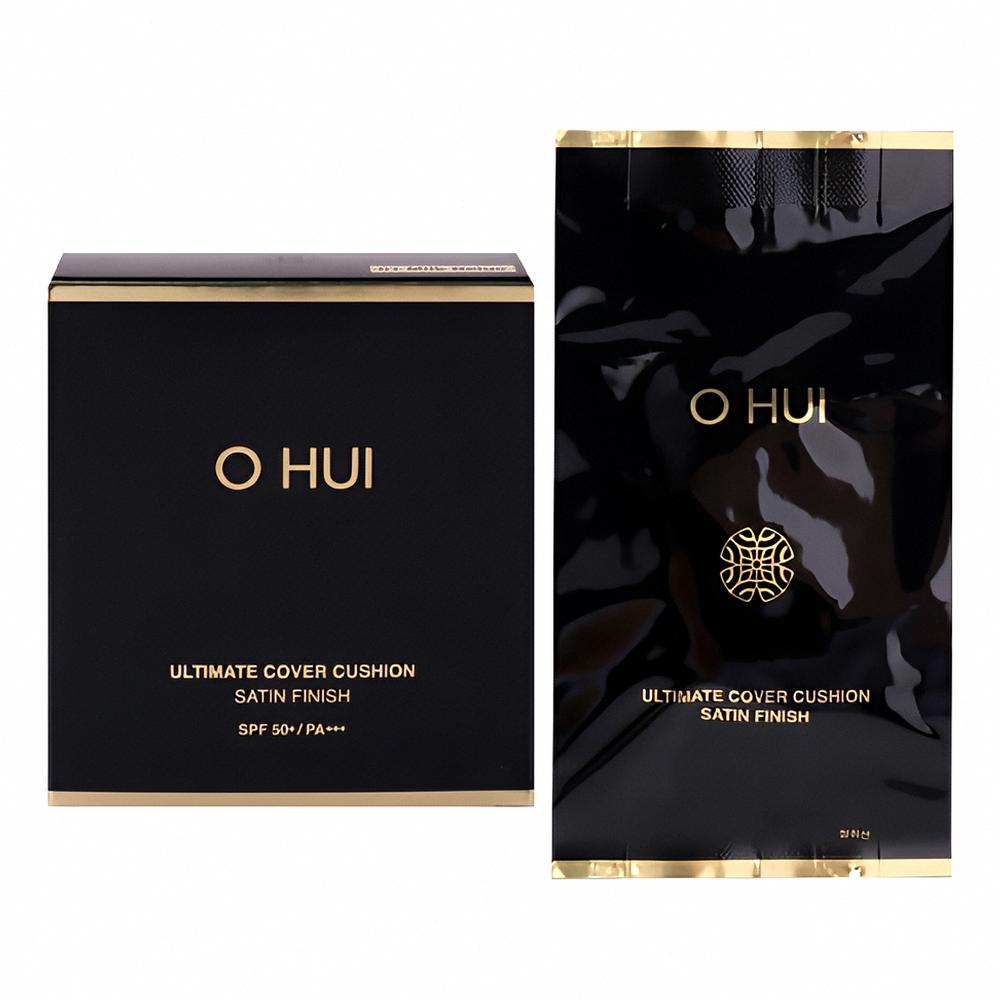 O HUI
ULTIMATE COVER CUSHION
SATIN FINISH
SPF 50+/PA+++
O HUI
ULTIMATE COVER CUSHION
SATIN FINISH